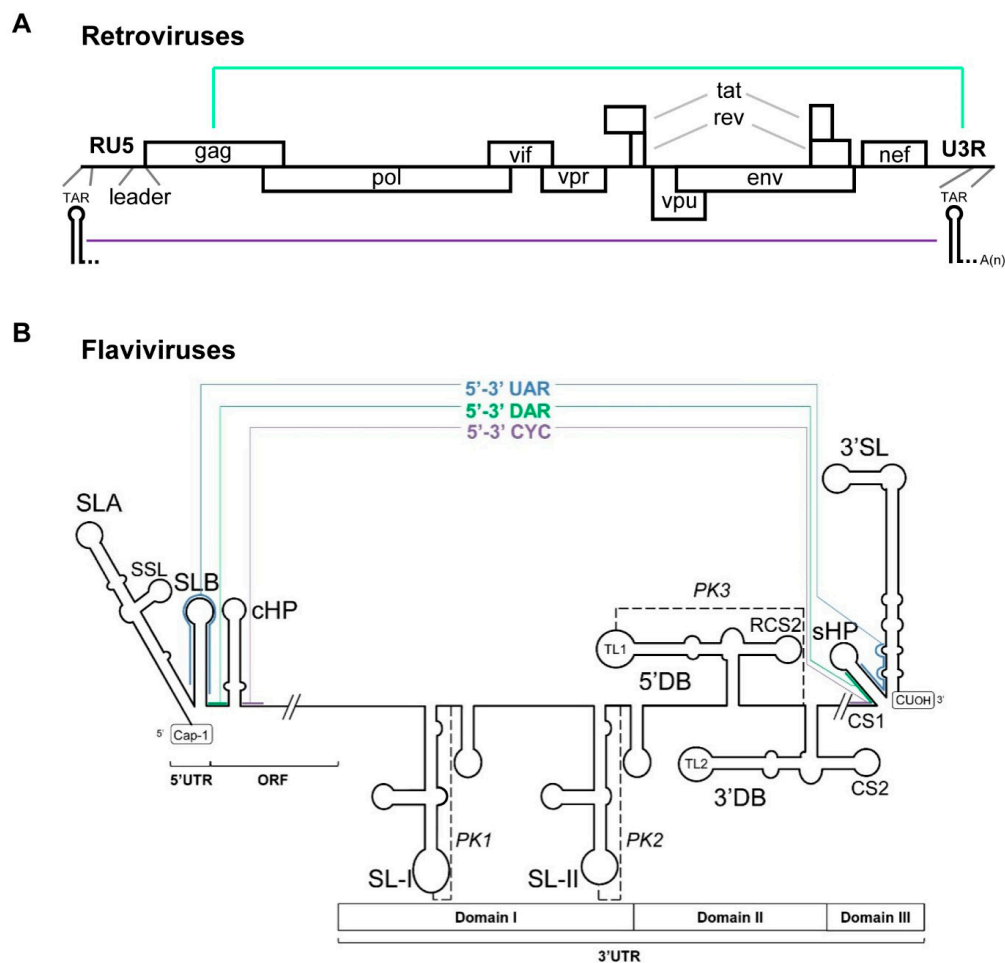 A
Retroviruses
tat
rev
RU5
gag
vif
nef
U3R
pol
vpr
env
vpu
TAR
leader
TAR
A(n)
B
Flaviviruses
5'-3' UAR
5'-3' DAR
5'-3' CYC
3'SL
SLA
SSL
SLB
cHP
PK3
RCS2
sHP
TL1
5'DB
CS1
CUOH 3'
5' Cap-1
5'UTR
ORF
TL2
3'DB
CS2
PK1
PK2
SL-I
SL-II
Domain I
Domain II
Domain III
3'UTR